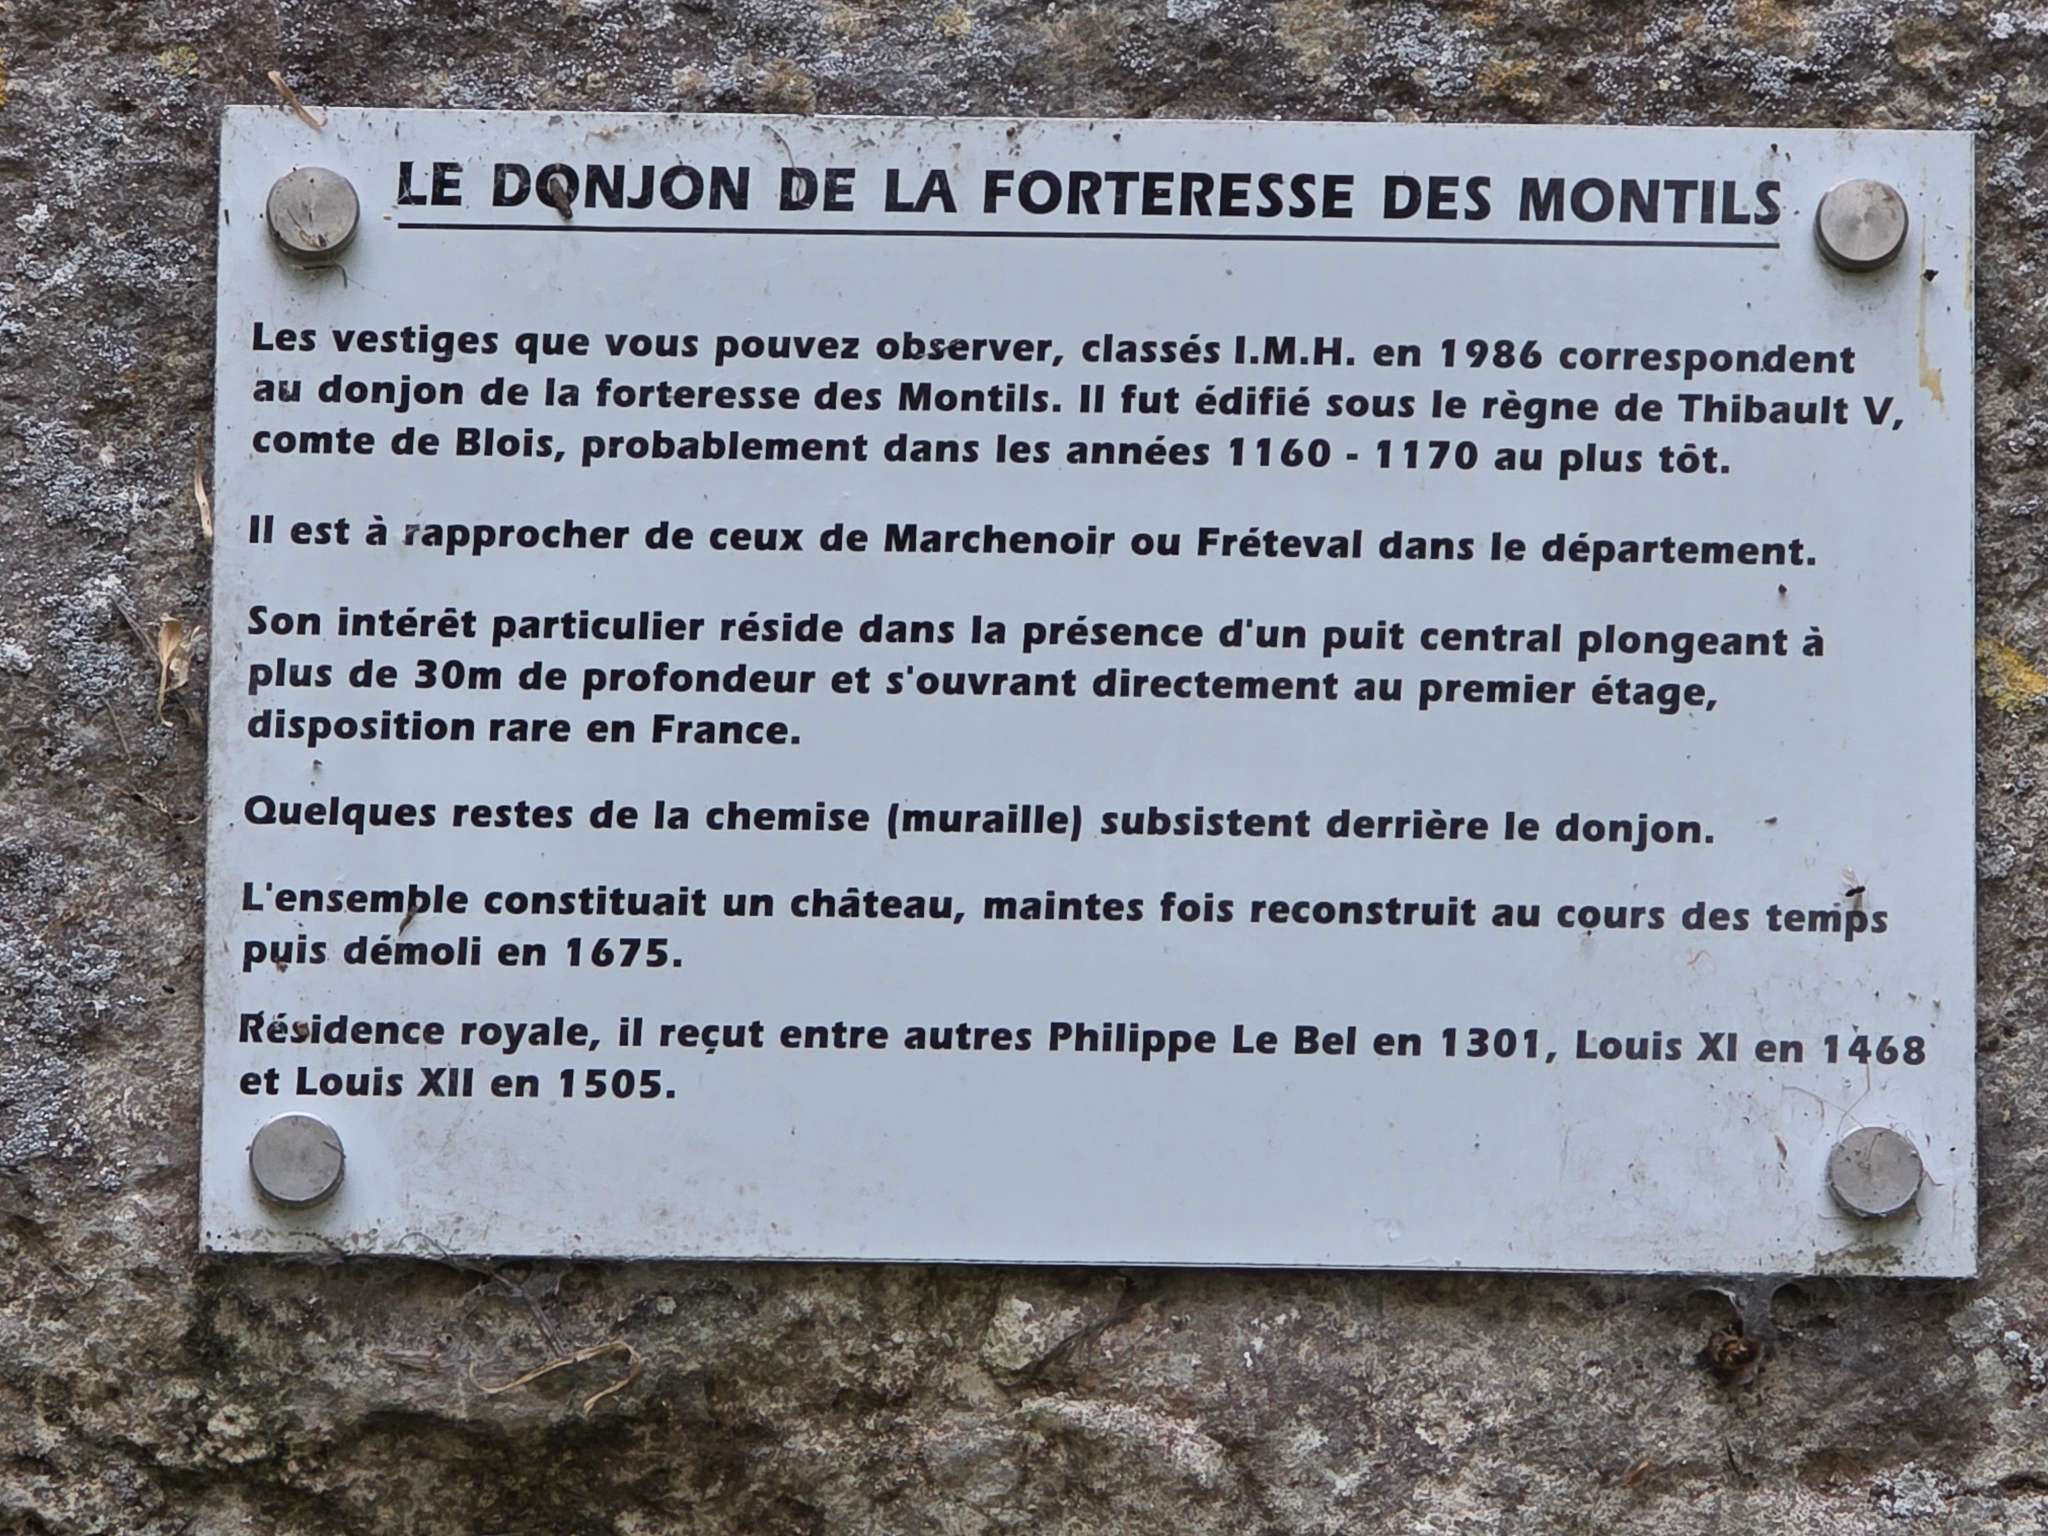 LE DONJON DE LA FORTERESSE DES MONTILS
Les vestiges que vous pouvez observer, classés I.M.H. en 1986 correspondent
au donjon de la forteresse des Montils. Il fut édifié sous le règne de Thibault V,
comte de Blois, probablement dans les années 1160 - 1170 au plus tôt.
Il est à rapprocher de ceux de Marchenoir ou Fréteval dans le département.
Son intérêt particulier réside dans la présence d'un puit central plongeant à
plus de 30m de profondeur et s'ouvrant directement au premier étage,
disposition rare en France.
Quelques restes de la chemise (muraille) subsistent derrière le donjon.
L'ensemble constituait un château, maintes fois reconstruit au cours des temps
puis démoli en 1675.
Résidence royale, il reçut entre autres Philippe Le Bel en 1301, Louis XI en 1468
et Louis XII en 1505.